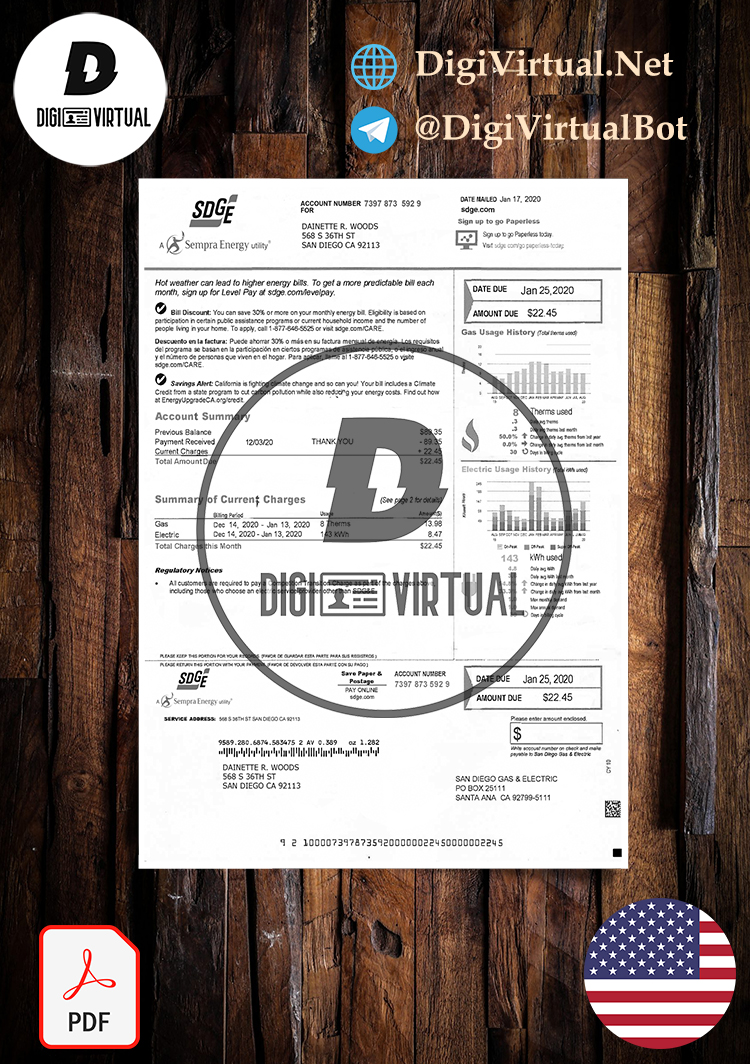 D
DIGI VIRTUAL
DigiVirtual.Net
@DigiVirtualBot
SDGE
A Sempra Energy utility®
ACCOUNT NUMBER 7397 873 592 9
FOR
DAINETTE R. WOODS
568 S 36TH ST
SAN DIEGO CA 92113
DATE MAILED Jan 17, 2020
sdge.com
Sign up to go Paperless
Sign up to go Paperless today.
Visit sdge.com/go-paperless-today.
Hot weather can lead to higher energy bills. To get a more predictable bill each
month, sign up for Level Pay at sdge.com/levelpay.
Bill Discount: You can save 30% or more on your monthly energy bill. Eligibility is based on
participation in certain public assistance programs or current household income and the number of
people living in your home. To apply, call 1-877-646-5525 or visit sdge.com/CARE.
Descuento en la factura: Puede ahorrar 30% o más en su factura mensual de energía. Los requisitos
del programa se basan en la participación en ciertos programas de asistencia pública, o el ingreso anual
y el número de personas que viven en el hogar. Para aplicar, llame al 1-877-646-5525 o visite
sdge.com/CARE.
Savings Alert: California is fighting climate change and so can you! Your bill includes a Climate
Credit from a state program to cut carbon pollution while also reducing your energy costs. Find out how
at EnergyUpgradeCA.org/credit.
DATE DUE Jan 25,2020
AMOUNT DUE $22.45
Gas Usage History (Total therms used)
8 Therms used
.3 Daily avg therms
.3 Daily avg therms last month
50.0% Change in daily avg therms from last year
0.0% Change in daily avg therms from last month
30 Days in billing cycle
Account Summary
Previous Balance $89.35
Payment Received 12/03/20 THANK YOU - 89.35
Current Charges + 22.45
Total Amount Due $22.45
Summary of Current Charges (See page 2 for details)
Billing Period Usage Amount($)
Gas Dec 14, 2020 - Jan 13, 2020 8 Therms 13.98
Electric Dec 14, 2020 - Jan 13, 2020 143 kWh 8.47
Total Charges this Month $22.45
Electric Usage History (Total kWh used)
On-Peak Off-Peak Super Off-Peak
143 kWh used
4.8 Daily avg kWh
Daily avg kWh last month
Change in daily avg kWh from last year
Change in daily avg kWh from last month
Max monthly demand
Max annual demand
Days in billing cycle
Regulatory Notices
• All customers are required to pay a Competition Transition Charge as part of the charges above,
including those who choose an electric service provider other than SDG&E.
D
DIGI VIRTUAL
PLEASE KEEP THIS PORTION FOR YOUR RECORDS. (FAVOR DE GUARDAR ESTA PARTE PARA SUS REGISTROS.)
PLEASE RETURN THIS PORTION WITH YOUR PAYMENT. (FAVOR DE DEVOLVER ESTA PARTE CON SU PAGO.)
SDGE
A Sempra Energy utility®
Save Paper &
Postage
PAY ONLINE
sdge.com
ACCOUNT NUMBER
7397 873 592 9
DATE DUE Jan 25, 2020
AMOUNT DUE $22.45
SERVICE ADDRESS: 568 S 36TH ST SAN DIEGO CA 92113
Please enter amount enclosed.
$
Write account number on check and make
payable to San Diego Gas & Electric
CY 10
9589.280.6874.583475 2 AV 0.389 oz 1.282
DAINETTE R. WOODS
568 S 36TH ST
SAN DIEGO CA 92113
SAN DIEGO GAS & ELECTRIC
PO BOX 25111
SANTA ANA CA 92799-5111
9 2 10000739787359200000022450000002245
PDF